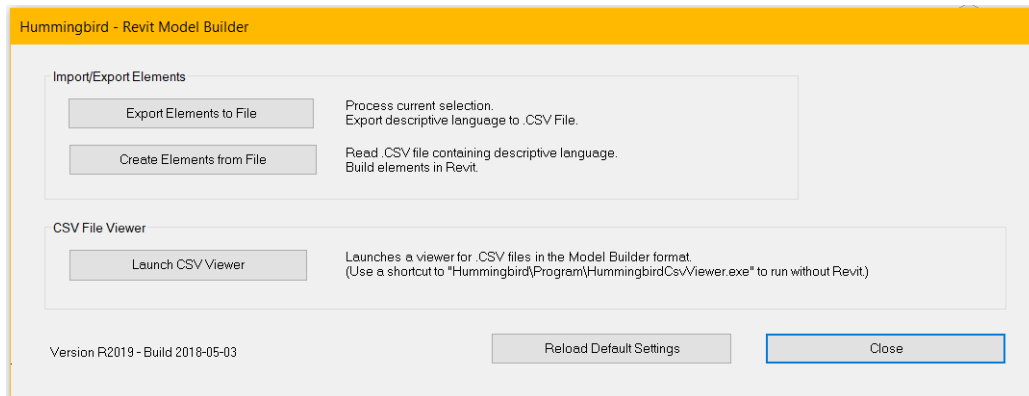 Hummingbird - Revit Model Builder
Import/Export Elements
Export Elements to File
Process current selection.
Export descriptive language to .CSV File.
Create Elements from File
Read .CSV file containing descriptive language.
Build elements in Revit.
CSV File Viewer
Launch CSV Viewer
Launches a viewer for .CSV files in the Model Builder format.
(Use a shortcut to "Hummingbird\Program\HummingbirdCsvViewer.exe" to run without Revit.)
Version R2019 - Build 2018-05-03
Reload Default Settings
Close